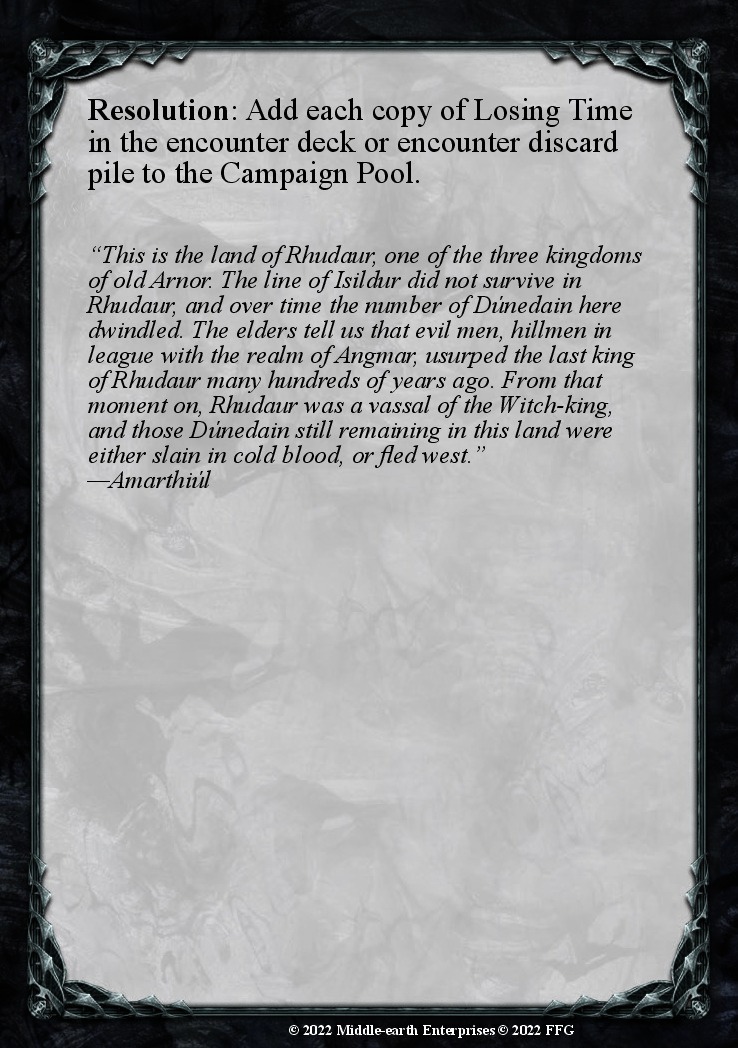 Resolution: Add each copy of Losing Time
in the encounter deck or encounter discard
pile to the Campaign Pool.
“This is the land of Rhudaur, one of the three kingdoms
of old Arnor. The line of Isildur did not survive in
Rhudaur, and over time the number of Dúnedain here
dwindled. The elders tell us that evil men, hillmen in
league with the realm of Angmar, usurped the last king
of Rhudaur many hundreds of years ago. From that
moment on, Rhudaur was a vassal of the Witch-king,
and those Dúnedain still remaining in this land were
either slain in cold blood, or fled west.”
—Amarthiúl
© 2022 Middle-earth Enterprises © 2022 FFG